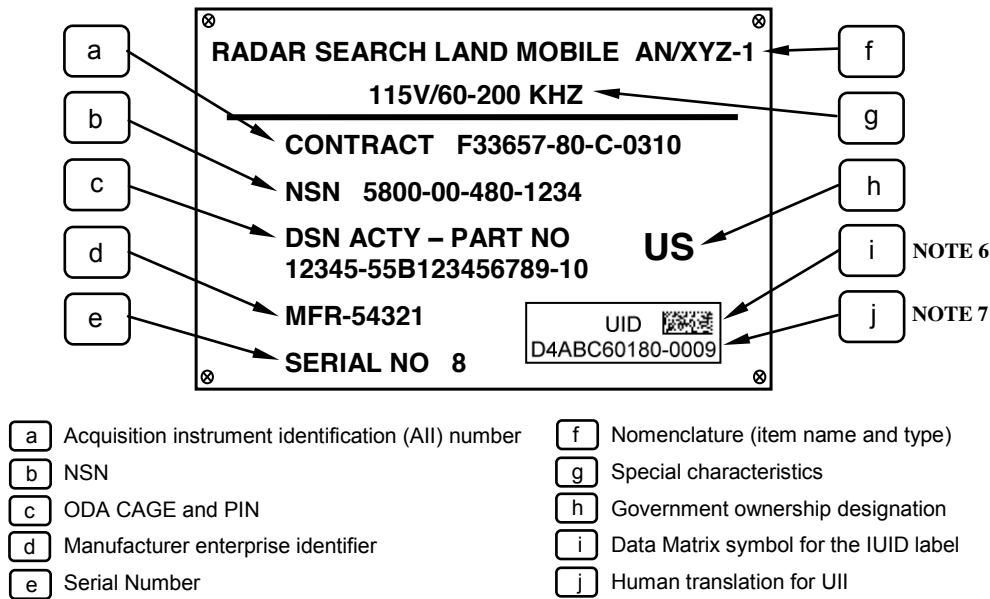 RADAR SEARCH LAND MOBILE AN/XYZ-1
115V/60-200 KHZ
CONTRACT F33657-80-C-0310
NSN 5800-00-480-1234
DSN ACTY – PART NO
12345-55B123456789-10
MFR-54321
SERIAL NO 8
US
UID
D4ABC60180-0009
a
b
c
d
e
f
g
h
i NOTE 6
j NOTE 7
a Acquisition instrument identification (AII) number
b NSN
c ODA CAGE and PIN
d Manufacturer enterprise identifier
e Serial Number
f Nomenclature (item name and type)
g Special characteristics
h Government ownership designation
i Data Matrix symbol for the IUID label
j Human translation for UII